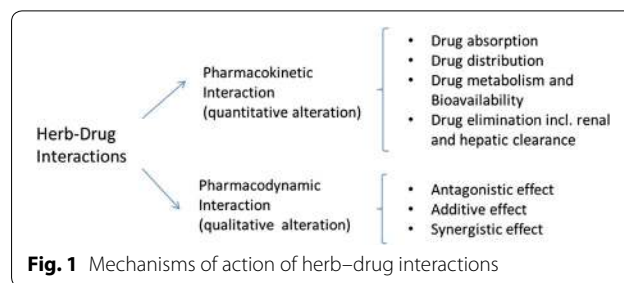 Herb-Drug
Interactions
Pharmacokinetic
Interaction
(quantitative alteration)
• Drug absorption
• Drug distribution
• Drug metabolism and
Bioavailability
• Drug elimination incl. renal
and hepatic clearance
Pharmacodynamic
Interaction
(qualitative alteration)
• Antagonistic effect
• Additive effect
• Synergistic effect
Fig. 1 Mechanisms of action of herb–drug interactions